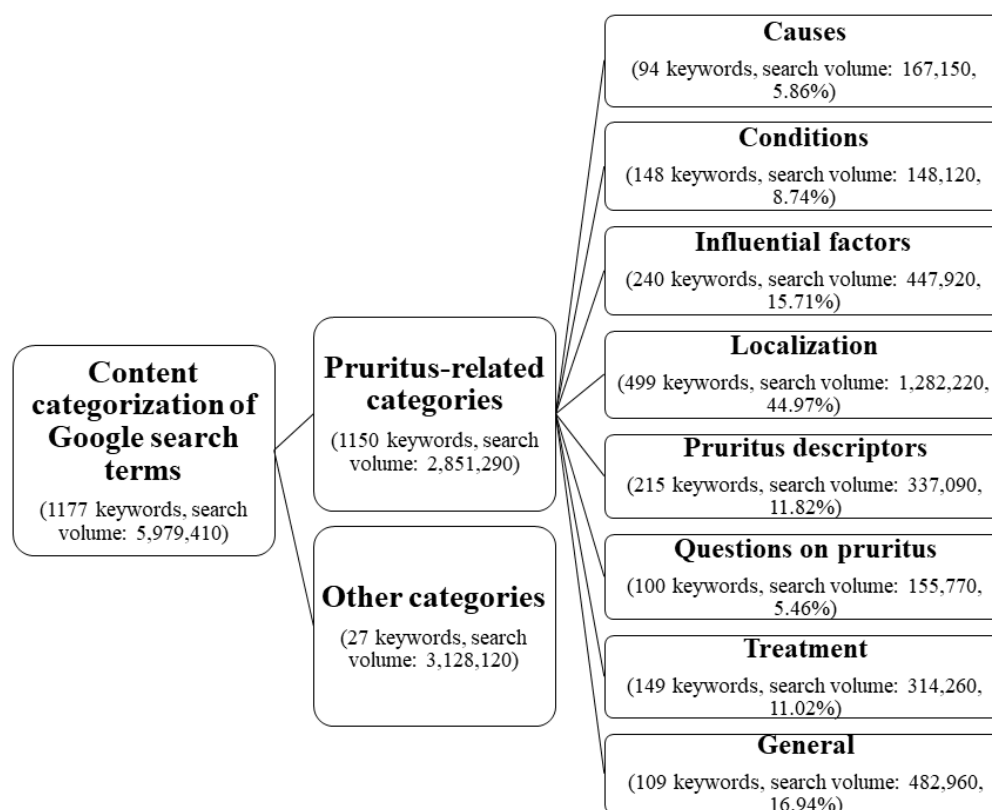 Content
categorization of
Google search
terms
(1177 keywords, search
volume: 5,979,410)
Pruritus-related
categories
(1150 keywords, search
volume: 2,851,290)
Other categories
(27 keywords, search
volume: 3,128,120)
Causes
(94 keywords, search volume: 167,150,
5.86%)
Conditions
(148 keywords, search volume: 148,120,
8.74%)
Influential factors
(240 keywords, search volume: 447,920,
15.71%)
Localization
(499 keywords, search volume: 1,282,220,
44.97%)
Pruritus descriptors
(215 keywords, search volume: 337,090,
11.82%)
Questions on pruritus
(100 keywords, search volume: 155,770,
5.46%)
Treatment
(149 keywords, search volume: 314,260,
11.02%)
General
(109 keywords, search volume: 482,960,
16.94%)